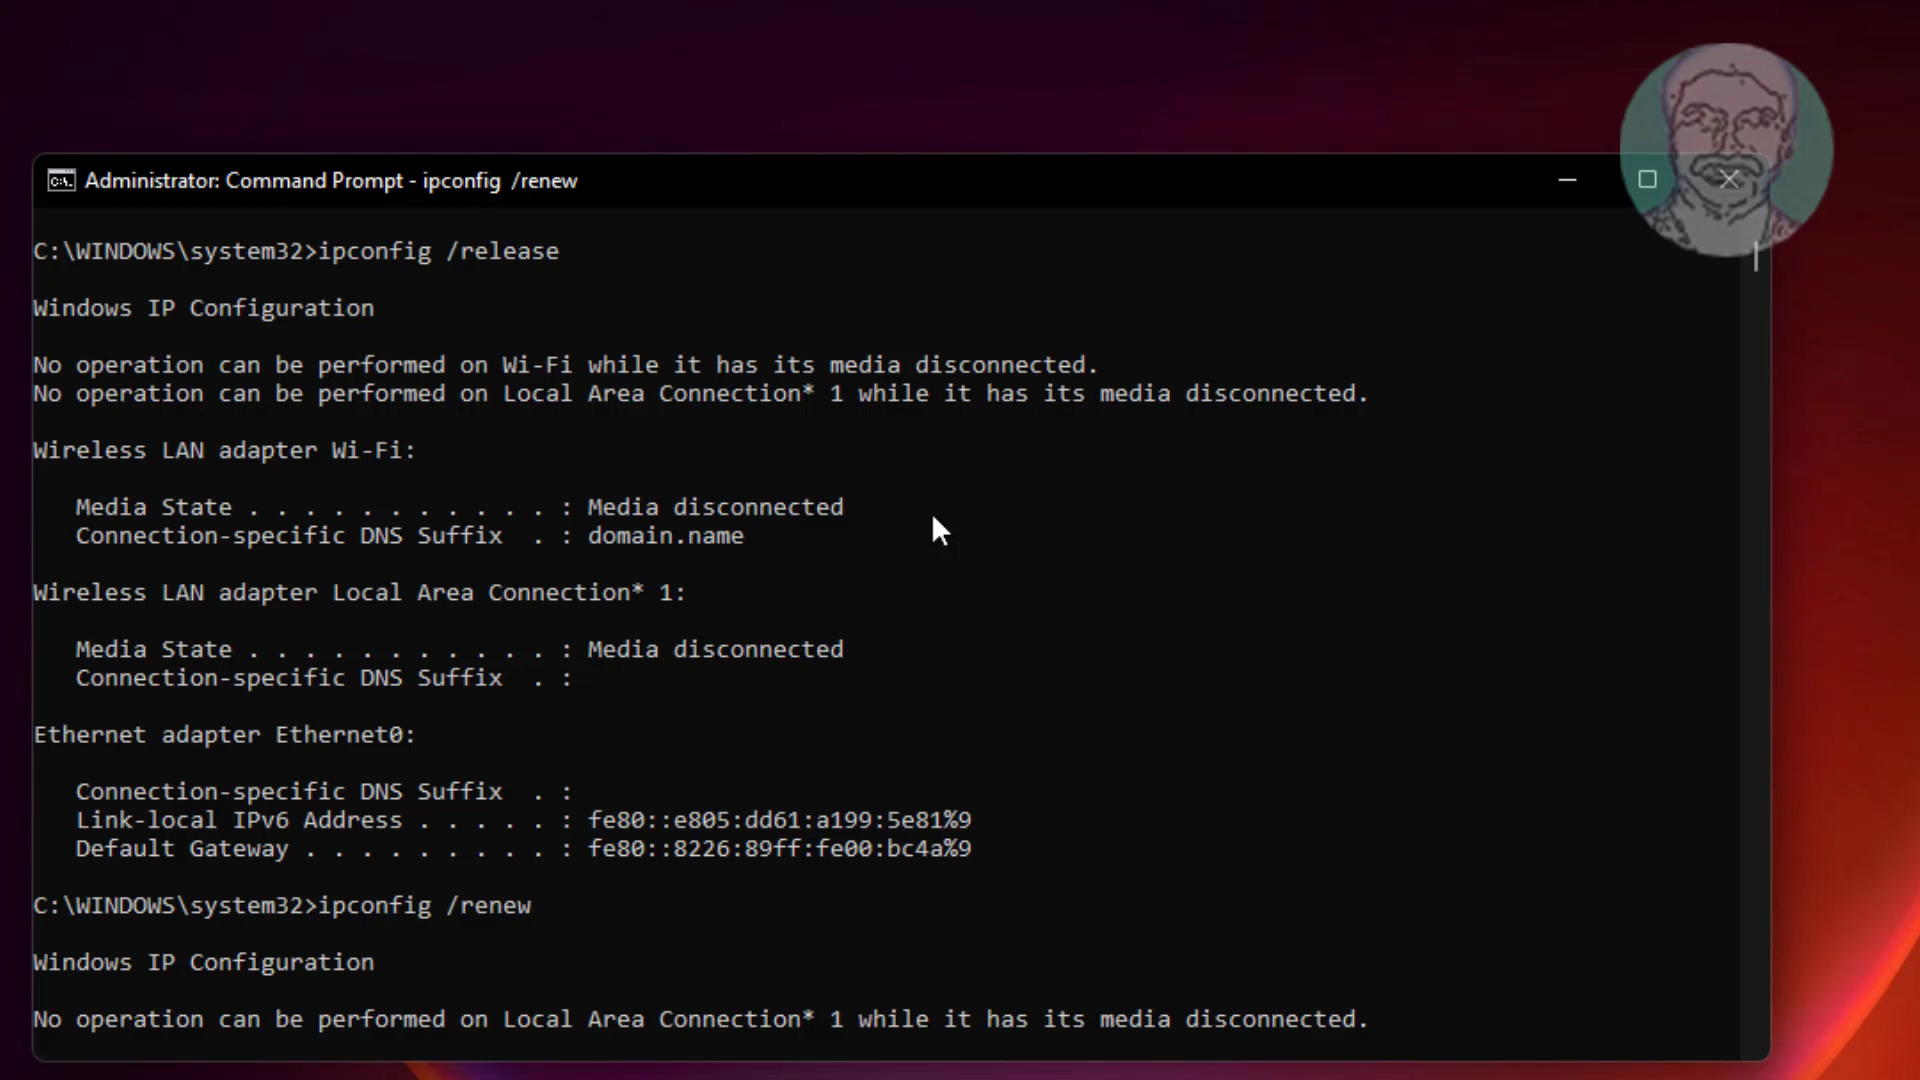 Administrator: Command Prompt - ipconfig /renew
C:\WINDOWS\system32>ipconfig /release
Windows IP Configuration
No operation can be performed on Wi-Fi while it has its media disconnected.
No operation can be performed on Local Area Connection* 1 while it has its media disconnected.
Wireless LAN adapter Wi-Fi:
Media State . . . . . . . . . . . : Media disconnected
Connection-specific DNS Suffix . : domain.name
Wireless LAN adapter Local Area Connection* 1:
Media State . . . . . . . . . . . : Media disconnected
Connection-specific DNS Suffix . :
Ethernet adapter Ethernet0:
Connection-specific DNS Suffix . :
Link-local IPv6 Address . . . . . : fe80::e805:dd61:a199:5e81%9
Default Gateway . . . . . . . . . : fe80::8226:89ff:fe00:bc4a%9
C:\WINDOWS\system32>ipconfig /renew
Windows IP Configuration
No operation can be performed on Local Area Connection* 1 while it has its media disconnected.